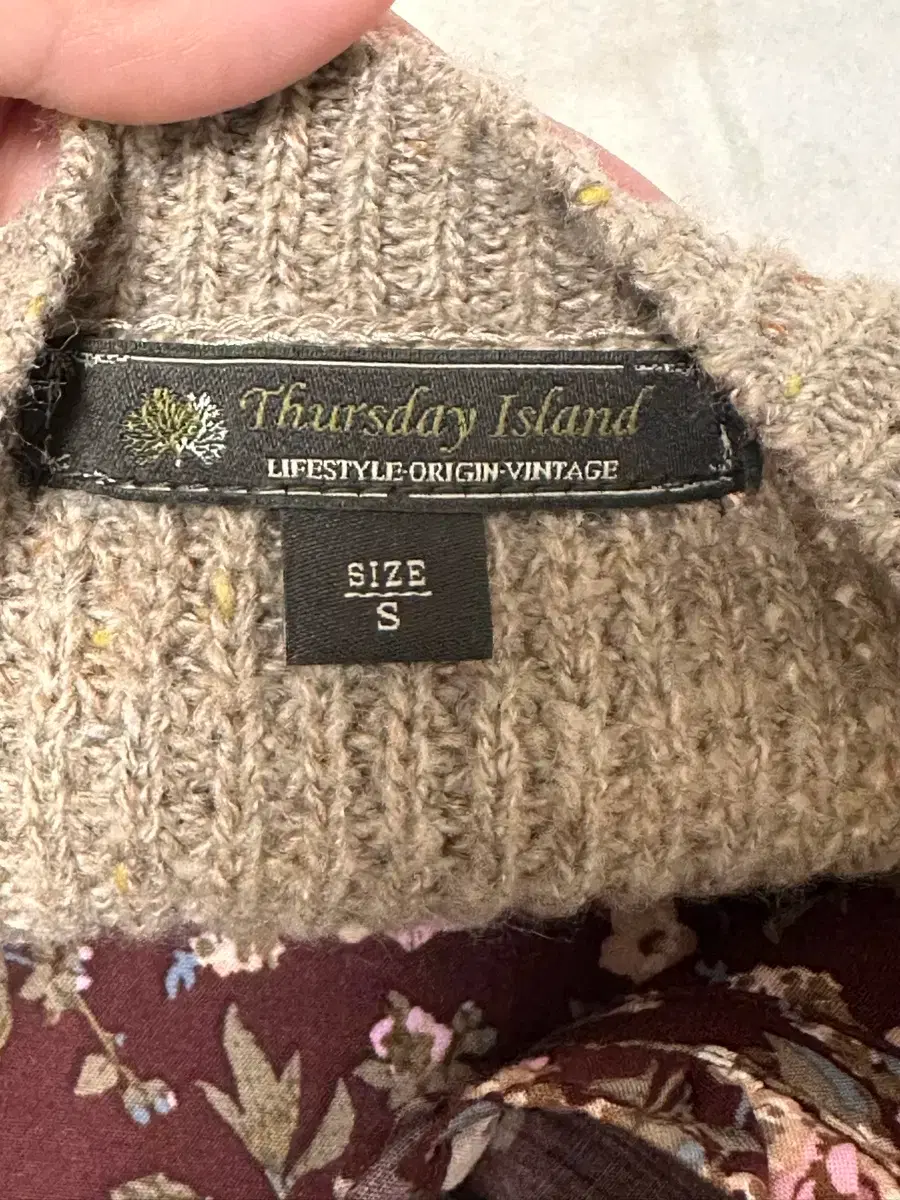 Thursday Island
LIFESTYLE·ORIGIN·VINTAGE
SIZE
S